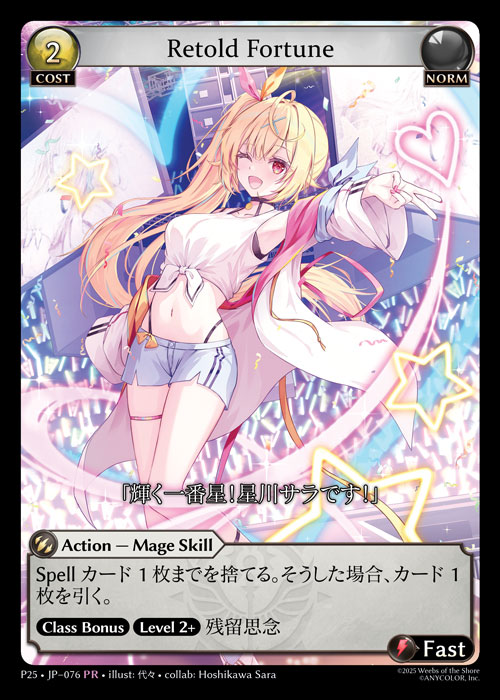 2
COST
Retold Fortune
NORM
「輝く一番星！星川サラです！」
Action — Mage Skill
Spell カード 1 枚までを捨てる。そうした場合、カード 1
枚を引く。
Class Bonus Level 2+ 残留思念
Fast
P25 • JP–076 PR • illust: 代々 • collab: Hoshikawa Sara
©2025 Weebs of the Shore
©ANYCOLOR, Inc.